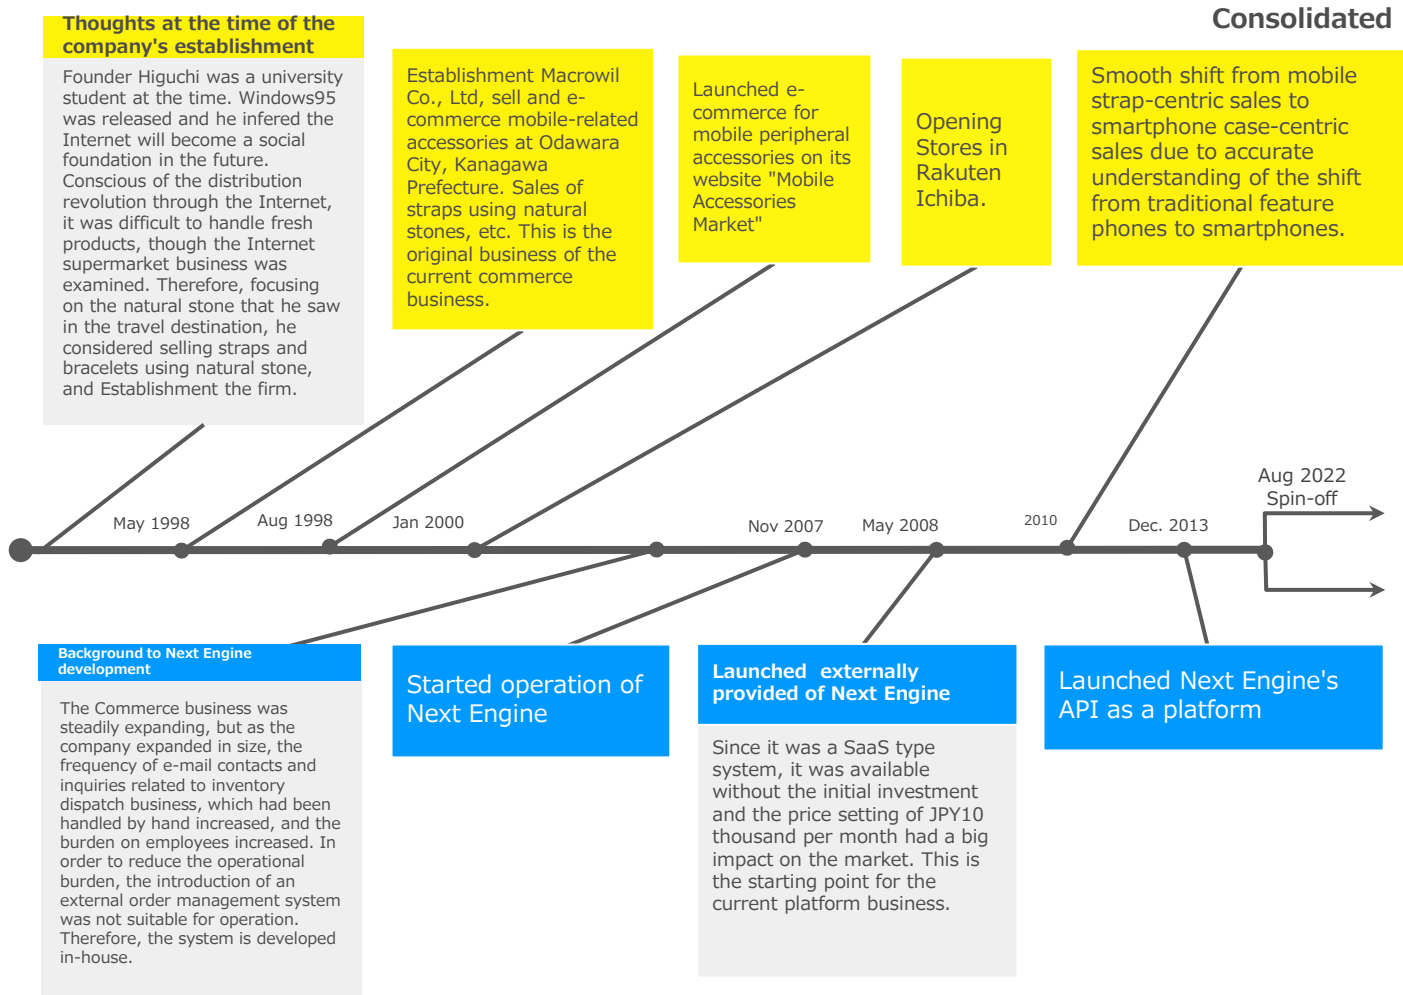 Consolidated
Thoughts at the time of the
company's establishment
Founder Higuchi was a university
student at the time. Windows95
was released and he infered the
Internet will become a social
foundation in the future.
Conscious of the distribution
revolution through the Internet,
it was difficult to handle fresh
products, though the Internet
supermarket business was
examined. Therefore, focusing
on the natural stone that he saw
in the travel destination, he
considered selling straps and
bracelets using natural stone,
and Establishment the firm.
Establishment Macrowil
Co., Ltd, sell and e-
commerce mobile-related
accessories at Odawara
City, Kanagawa
Prefecture. Sales of
straps using natural
stones, etc. This is the
original business of the
current commerce
business.
Launched e-
commerce for
mobile peripheral
accessories on its
website "Mobile
Accessories
Market"
Opening
Stores in
Rakuten
Ichiba.
Smooth shift from mobile
strap-centric sales to
smartphone case-centric
sales due to accurate
understanding of the shift
from traditional feature
phones to smartphones.
May 1998
Aug 1998
Jan 2000
Nov 2007
May 2008
2010
Dec. 2013
Aug 2022
Spin-off
Background to Next Engine
development
The Commerce business was
steadily expanding, but as the
company expanded in size, the
frequency of e-mail contacts and
inquiries related to inventory
dispatch business, which had been
handled by hand increased, and the
burden on employees increased. In
order to reduce the operational
burden, the introduction of an
external order management system
was not suitable for operation.
Therefore, the system is developed
in-house.
Started operation of
Next Engine
Launched externally
provided of Next Engine
Since it was a SaaS type
system, it was available
without the initial investment
and the price setting of JPY10
thousand per month had a big
impact on the market. This is
the starting point for the
current platform business.
Launched Next Engine's
API as a platform